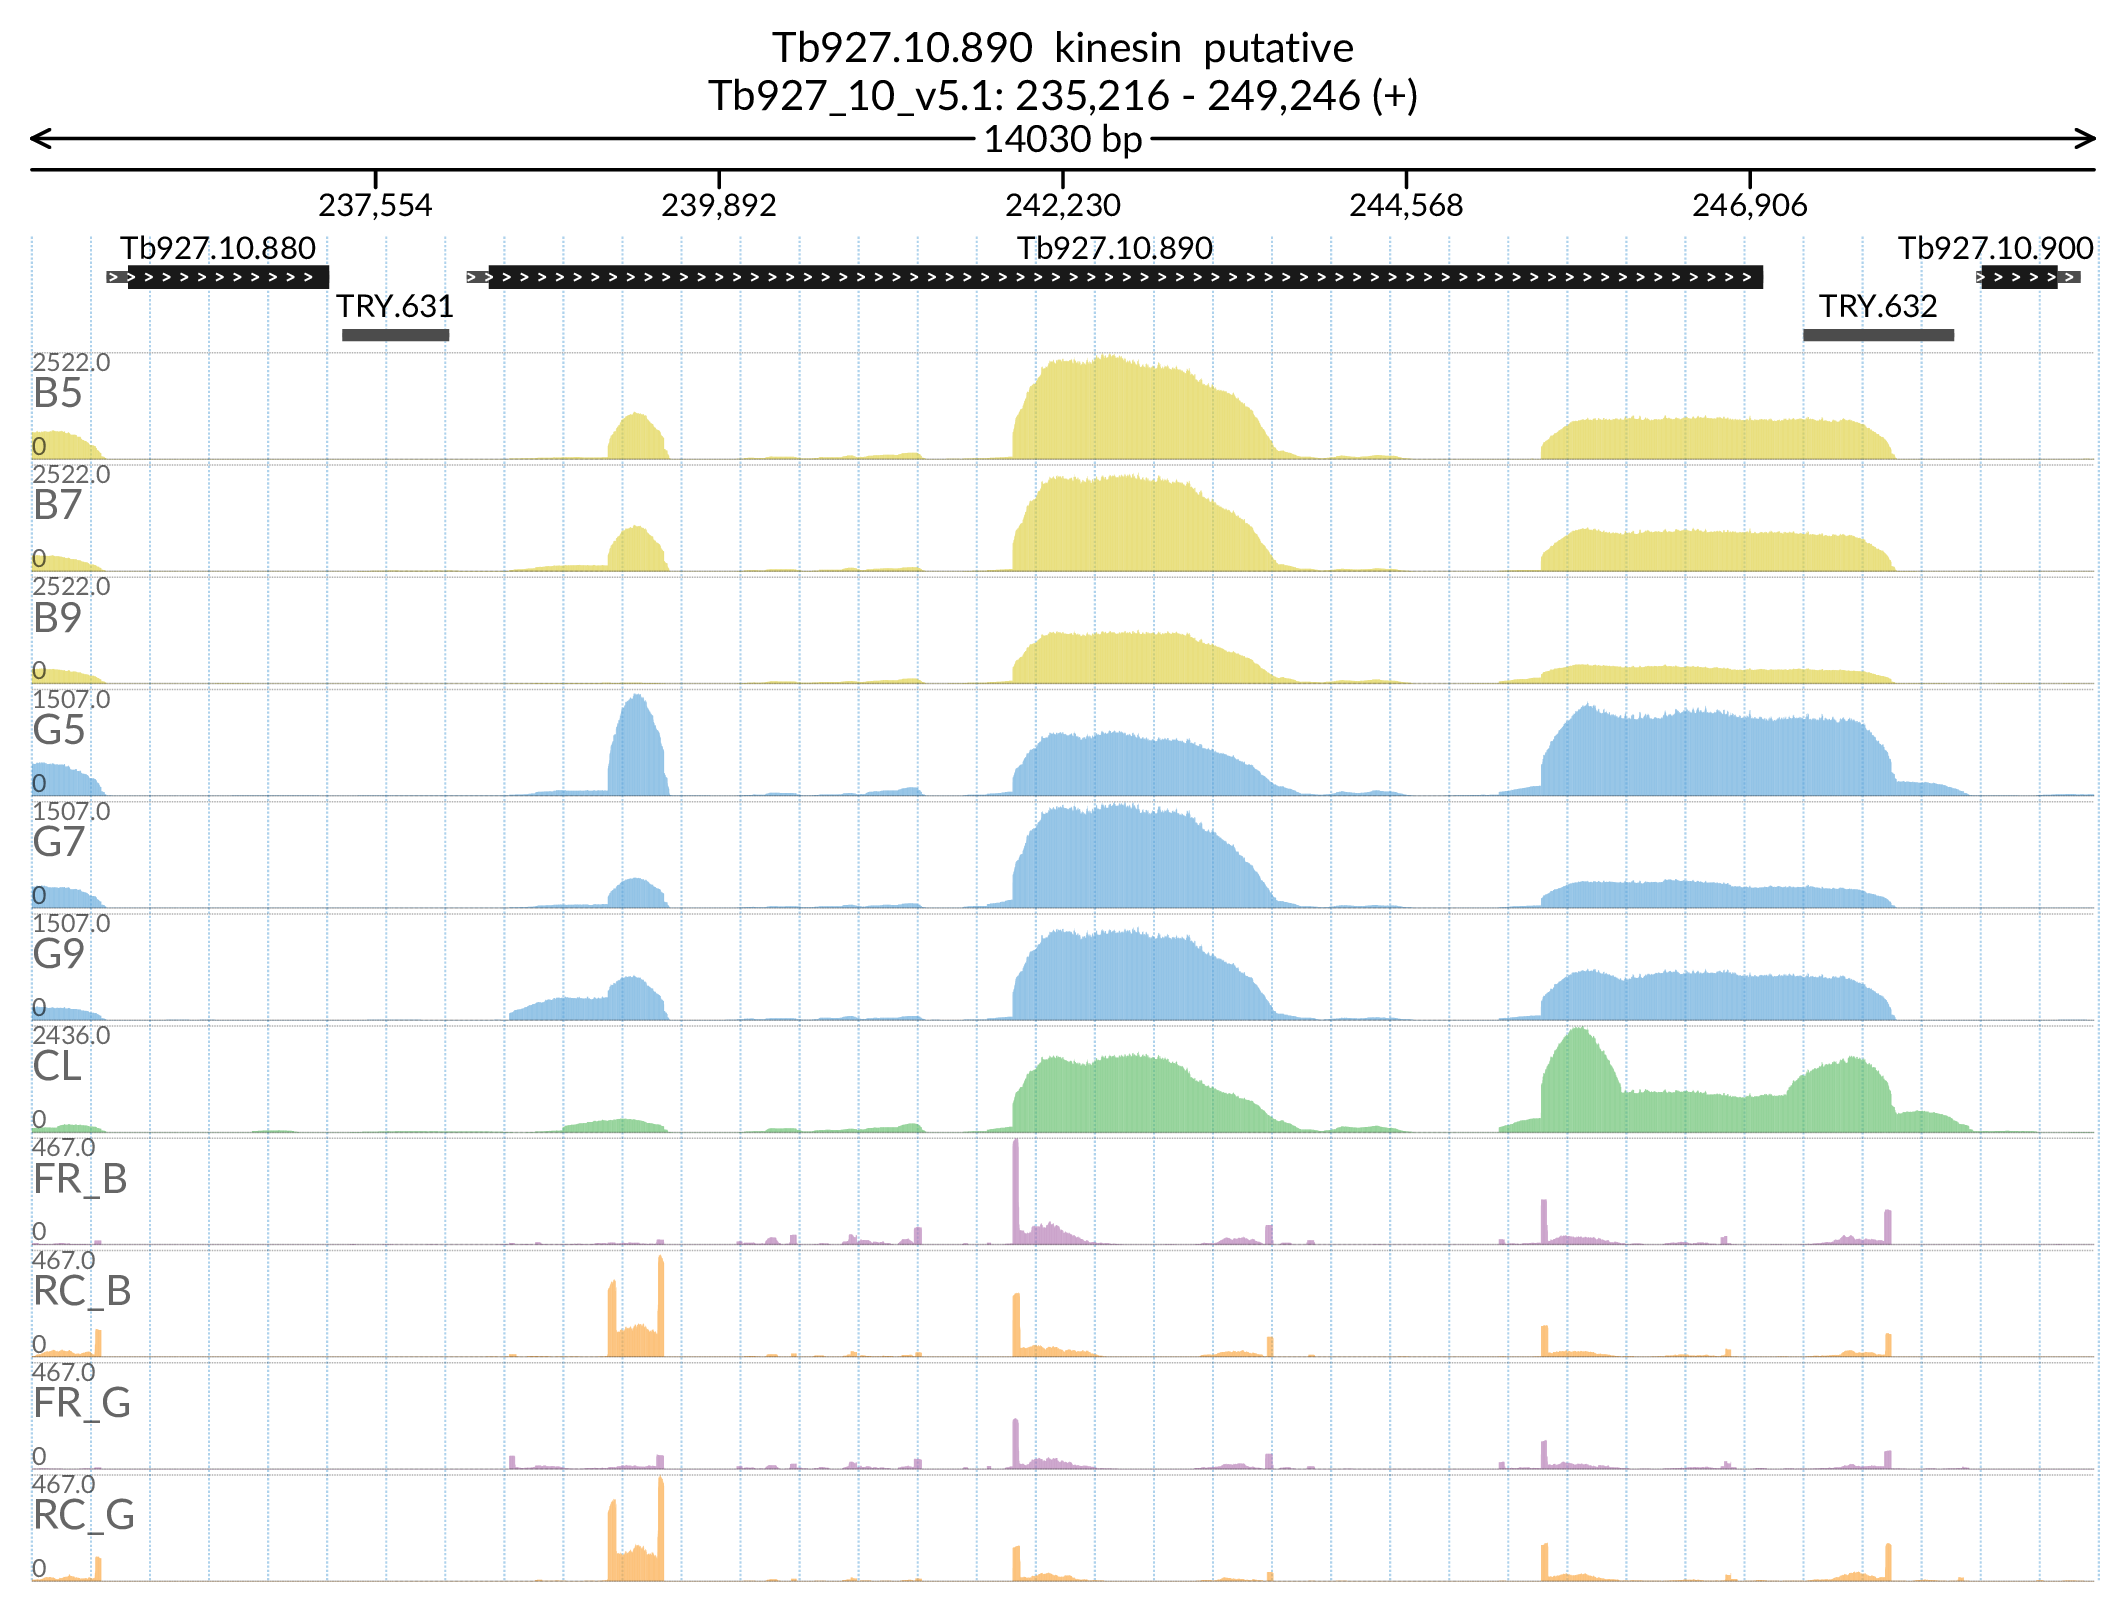 Tb927.10.890 kinesin putative
Tb927_10_v5.1: 235,216 - 249,246 (+)
14030 bp
237,554 239,892 242,230 244,568 246,906
Tb927.10.880 Tb927.10.890 Tb927.10.900
TRY.631 TRY.632
2522.0
B5
0
2522.0
B7
0
2522.0
B9
0
1507.0
G5
0
1507.0
G7
0
1507.0
G9
0
2436.0
CL
0
467.0
FR_B
0
467.0
RC_B
0
467.0
FR_G
0
467.0
RC_G
0